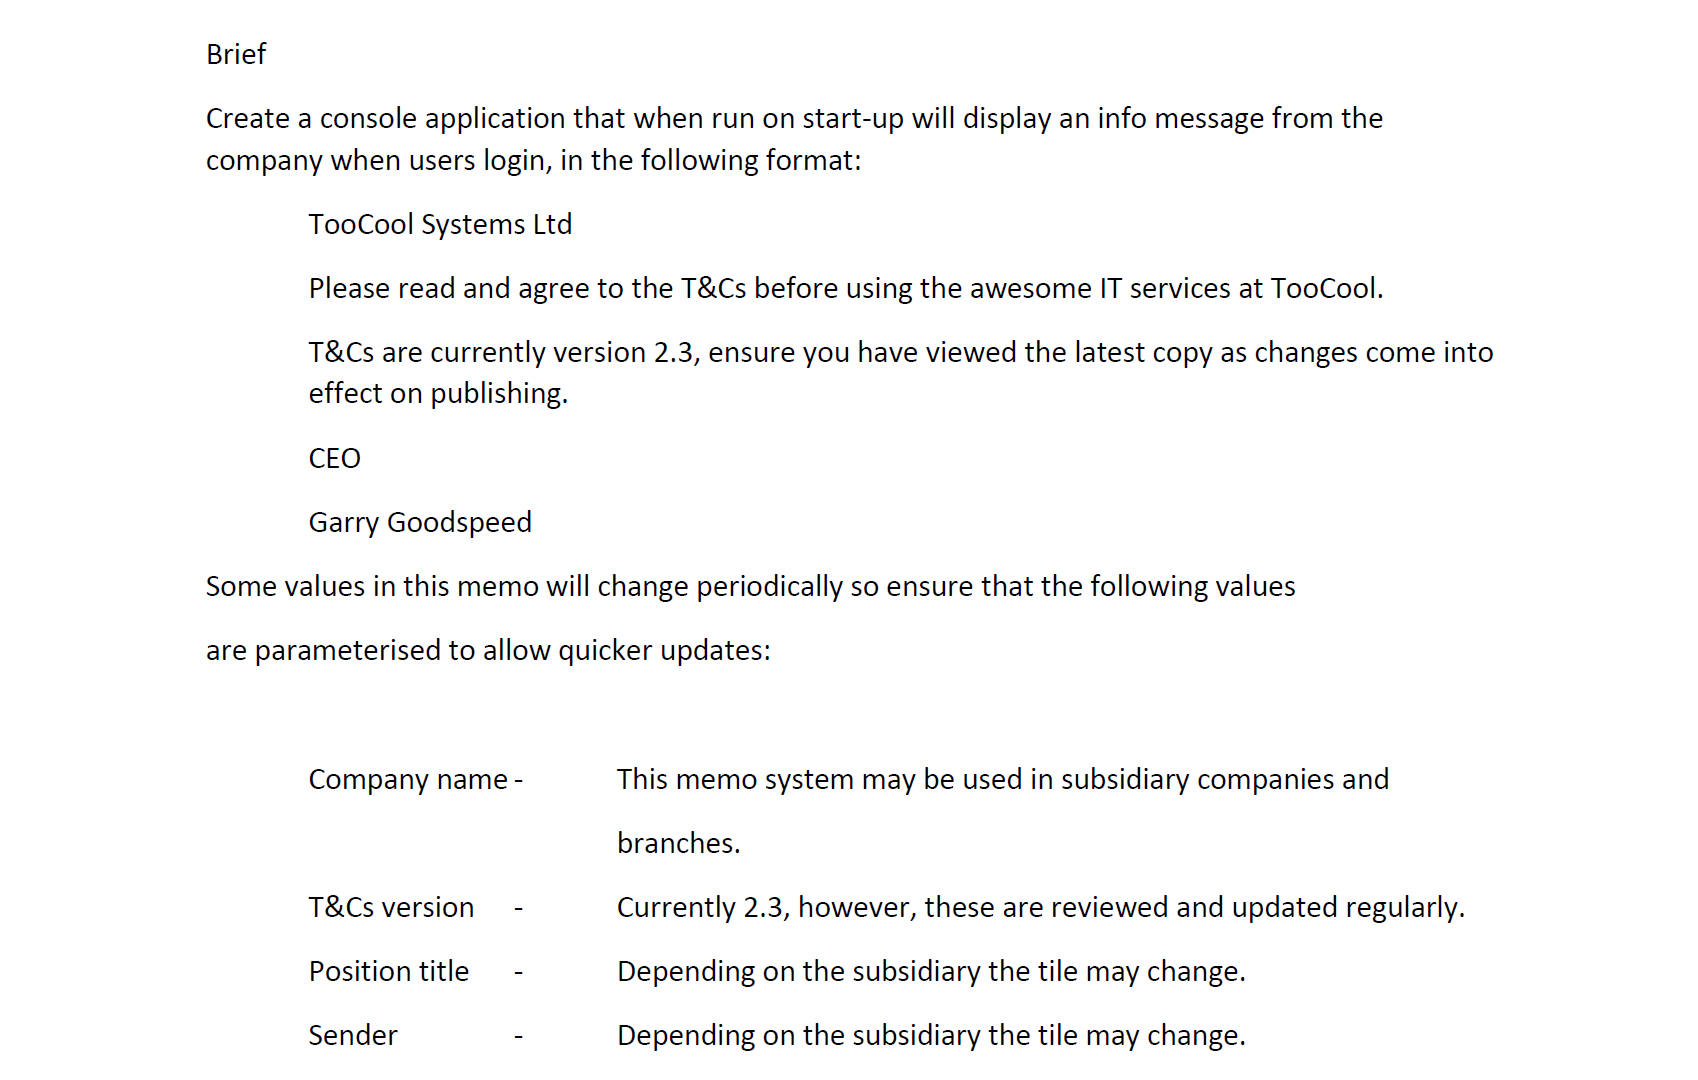 Brief
Create a console application that when run on start-up will display an info message from the
company when users login, in the following format:
TooCool Systems Ltd
Please read and agree to the T&Cs before using the awesome IT services at TooCool.
T&Cs are currently version 2.3, ensure you have viewed the latest copy as changes come into
effect on publishing.
CEO
Garry Goodspeed
Some values in this memo will change periodically so ensure that the following values
are parameterised to allow quicker updates:
Company name - This memo system may be used in subsidiary companies and
branches.
T&Cs version - Currently 2.3, however, these are reviewed and updated regularly.
Position title - Depending on the subsidiary the tile may change.
Sender - Depending on the subsidiary the tile may change.